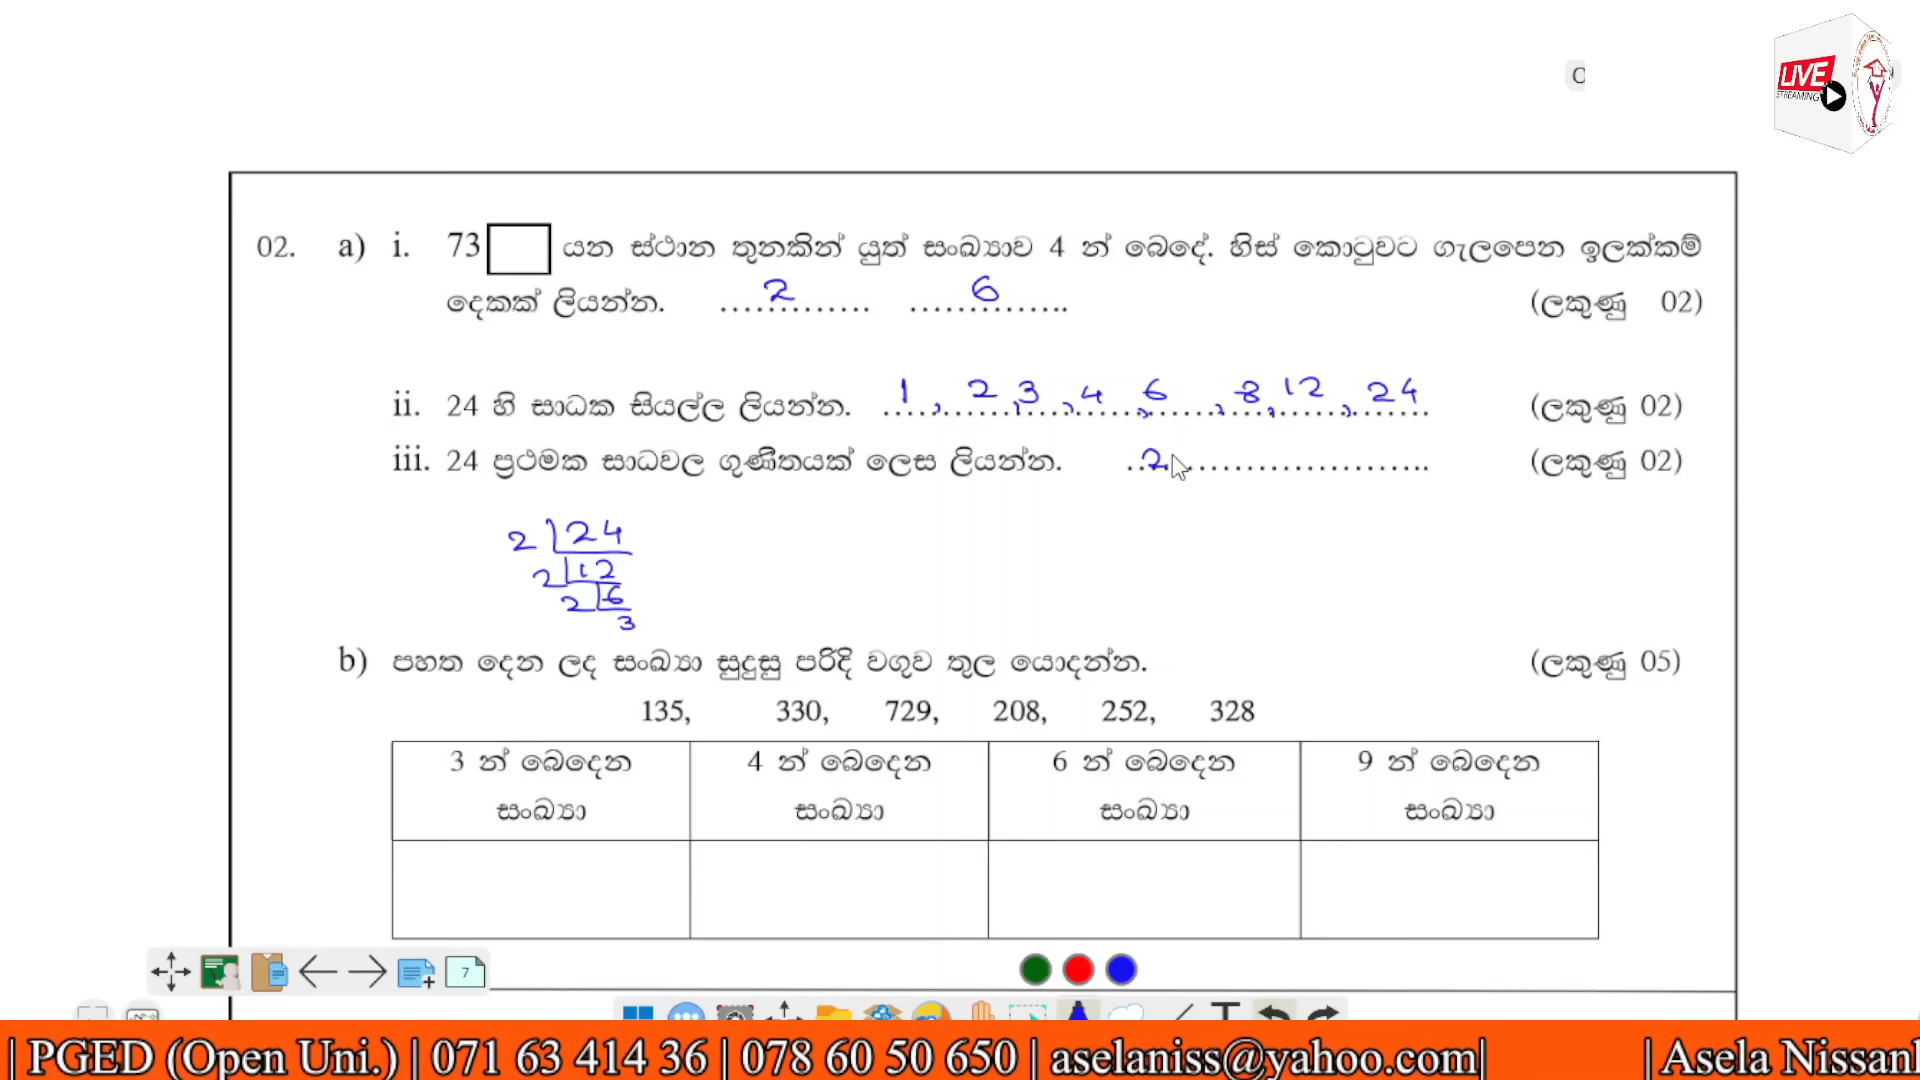 LIVE
STREAMING
02. a) i. 73 යන ස්ථාන තුනකින් යුත් සංඛ්‍යාව 4 න් බෙදේ. හිස් කොටුවට ගැලපෙන ඉලක්කම්
දෙකක් ලියන්න. ....2........ ....6......... (ලකුණු 02)
ii. 24 හි සාධක සියල්ල ලියන්න. 1, 2, 3, 4, 6, 8, 12, 24 (ලකුණු 02)
iii. 24 ප්‍රථමක සාධවල ගුණිතයක් ලෙස ලියන්න. ..2........................ (ලකුණු 02)
2 24
2 12
2 6
3
b) පහත දෙන ලද සංඛ්‍යා සුදුසු පරිදි වගුව තුල යොදන්න. (ලකුණු 05)
135, 330, 729, 208, 252, 328
3 න් බෙදෙන සංඛ්‍යා 4 න් බෙදෙන සංඛ්‍යා 6 න් බෙදෙන සංඛ්‍යා 9 න් බෙදෙන සංඛ්‍යා
7
| PGED (Open Uni.) | 071 63 414 36 | 078 60 50 650 | aselaniss@yahoo.com| | Asela Nissanl